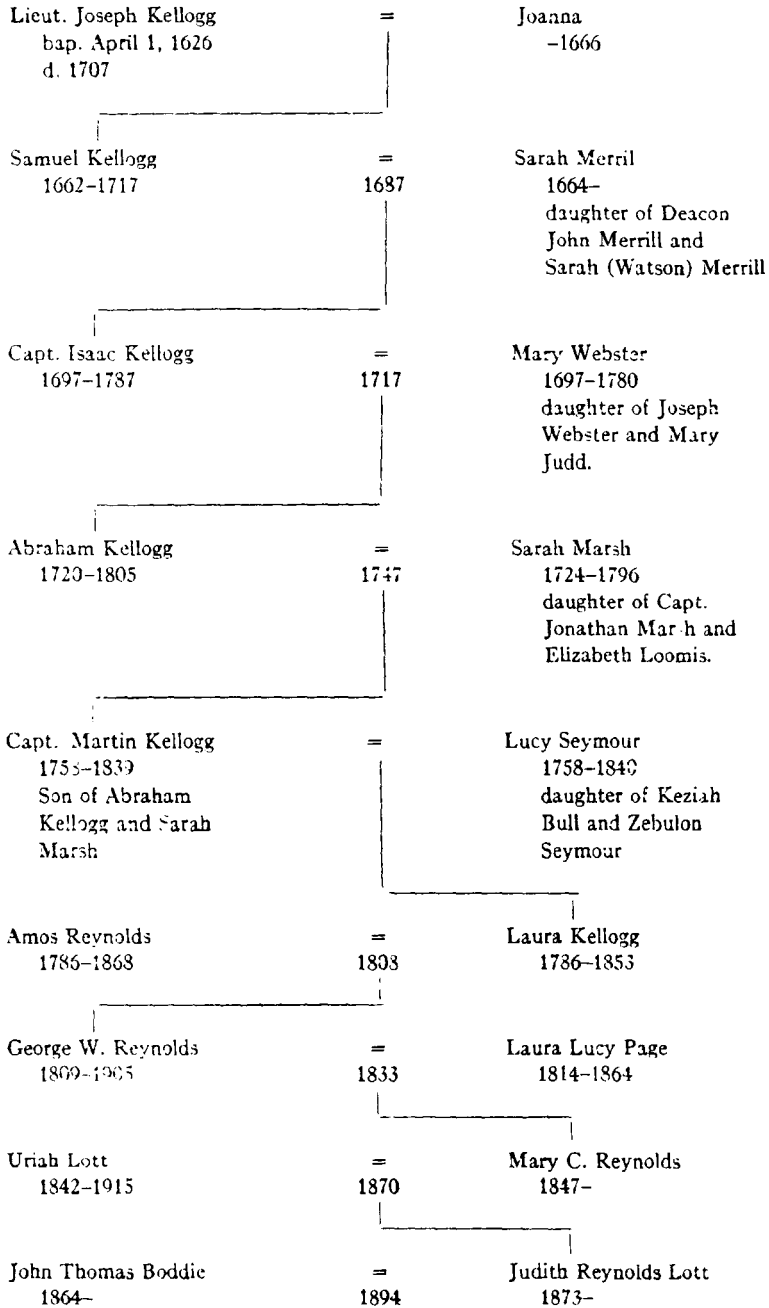 Lieut. Joseph Kellogg = Joanna
bap. April 1, 1626 -1666
d. 1707
Samuel Kellogg = Sarah Merril
1662-1717 1687 1664-
daughter of Deacon
John Merrill and
Sarah (Watson) Merrill
Capt. Isaac Kellogg = Mary Webster
1697-1787 1717 1697-1780
daughter of Joseph
Webster and Mary
Judd.
Abraham Kellogg = Sarah Marsh
1720-1805 1747 1724-1796
daughter of Capt.
Jonathan Marsh and
Elizabeth Loomis.
Capt. Martin Kellogg = Lucy Seymour
1758-1840
Son of Abraham daughter of Keziah
Kellogg and Sarah Bull and Zebulon
Marsh Seymour
Amos Reynolds = Laura Kellogg
1786-1868 1808 1786-1853
George W. Reynolds = Laura Lucy Page
1809-1905 1833 1814-1864
Uriah Lott = Mary C. Reynolds
1842-1915 1870 1847-
John Thomas Boddie = Judith Reynolds Lott
1864- 1894 1873-